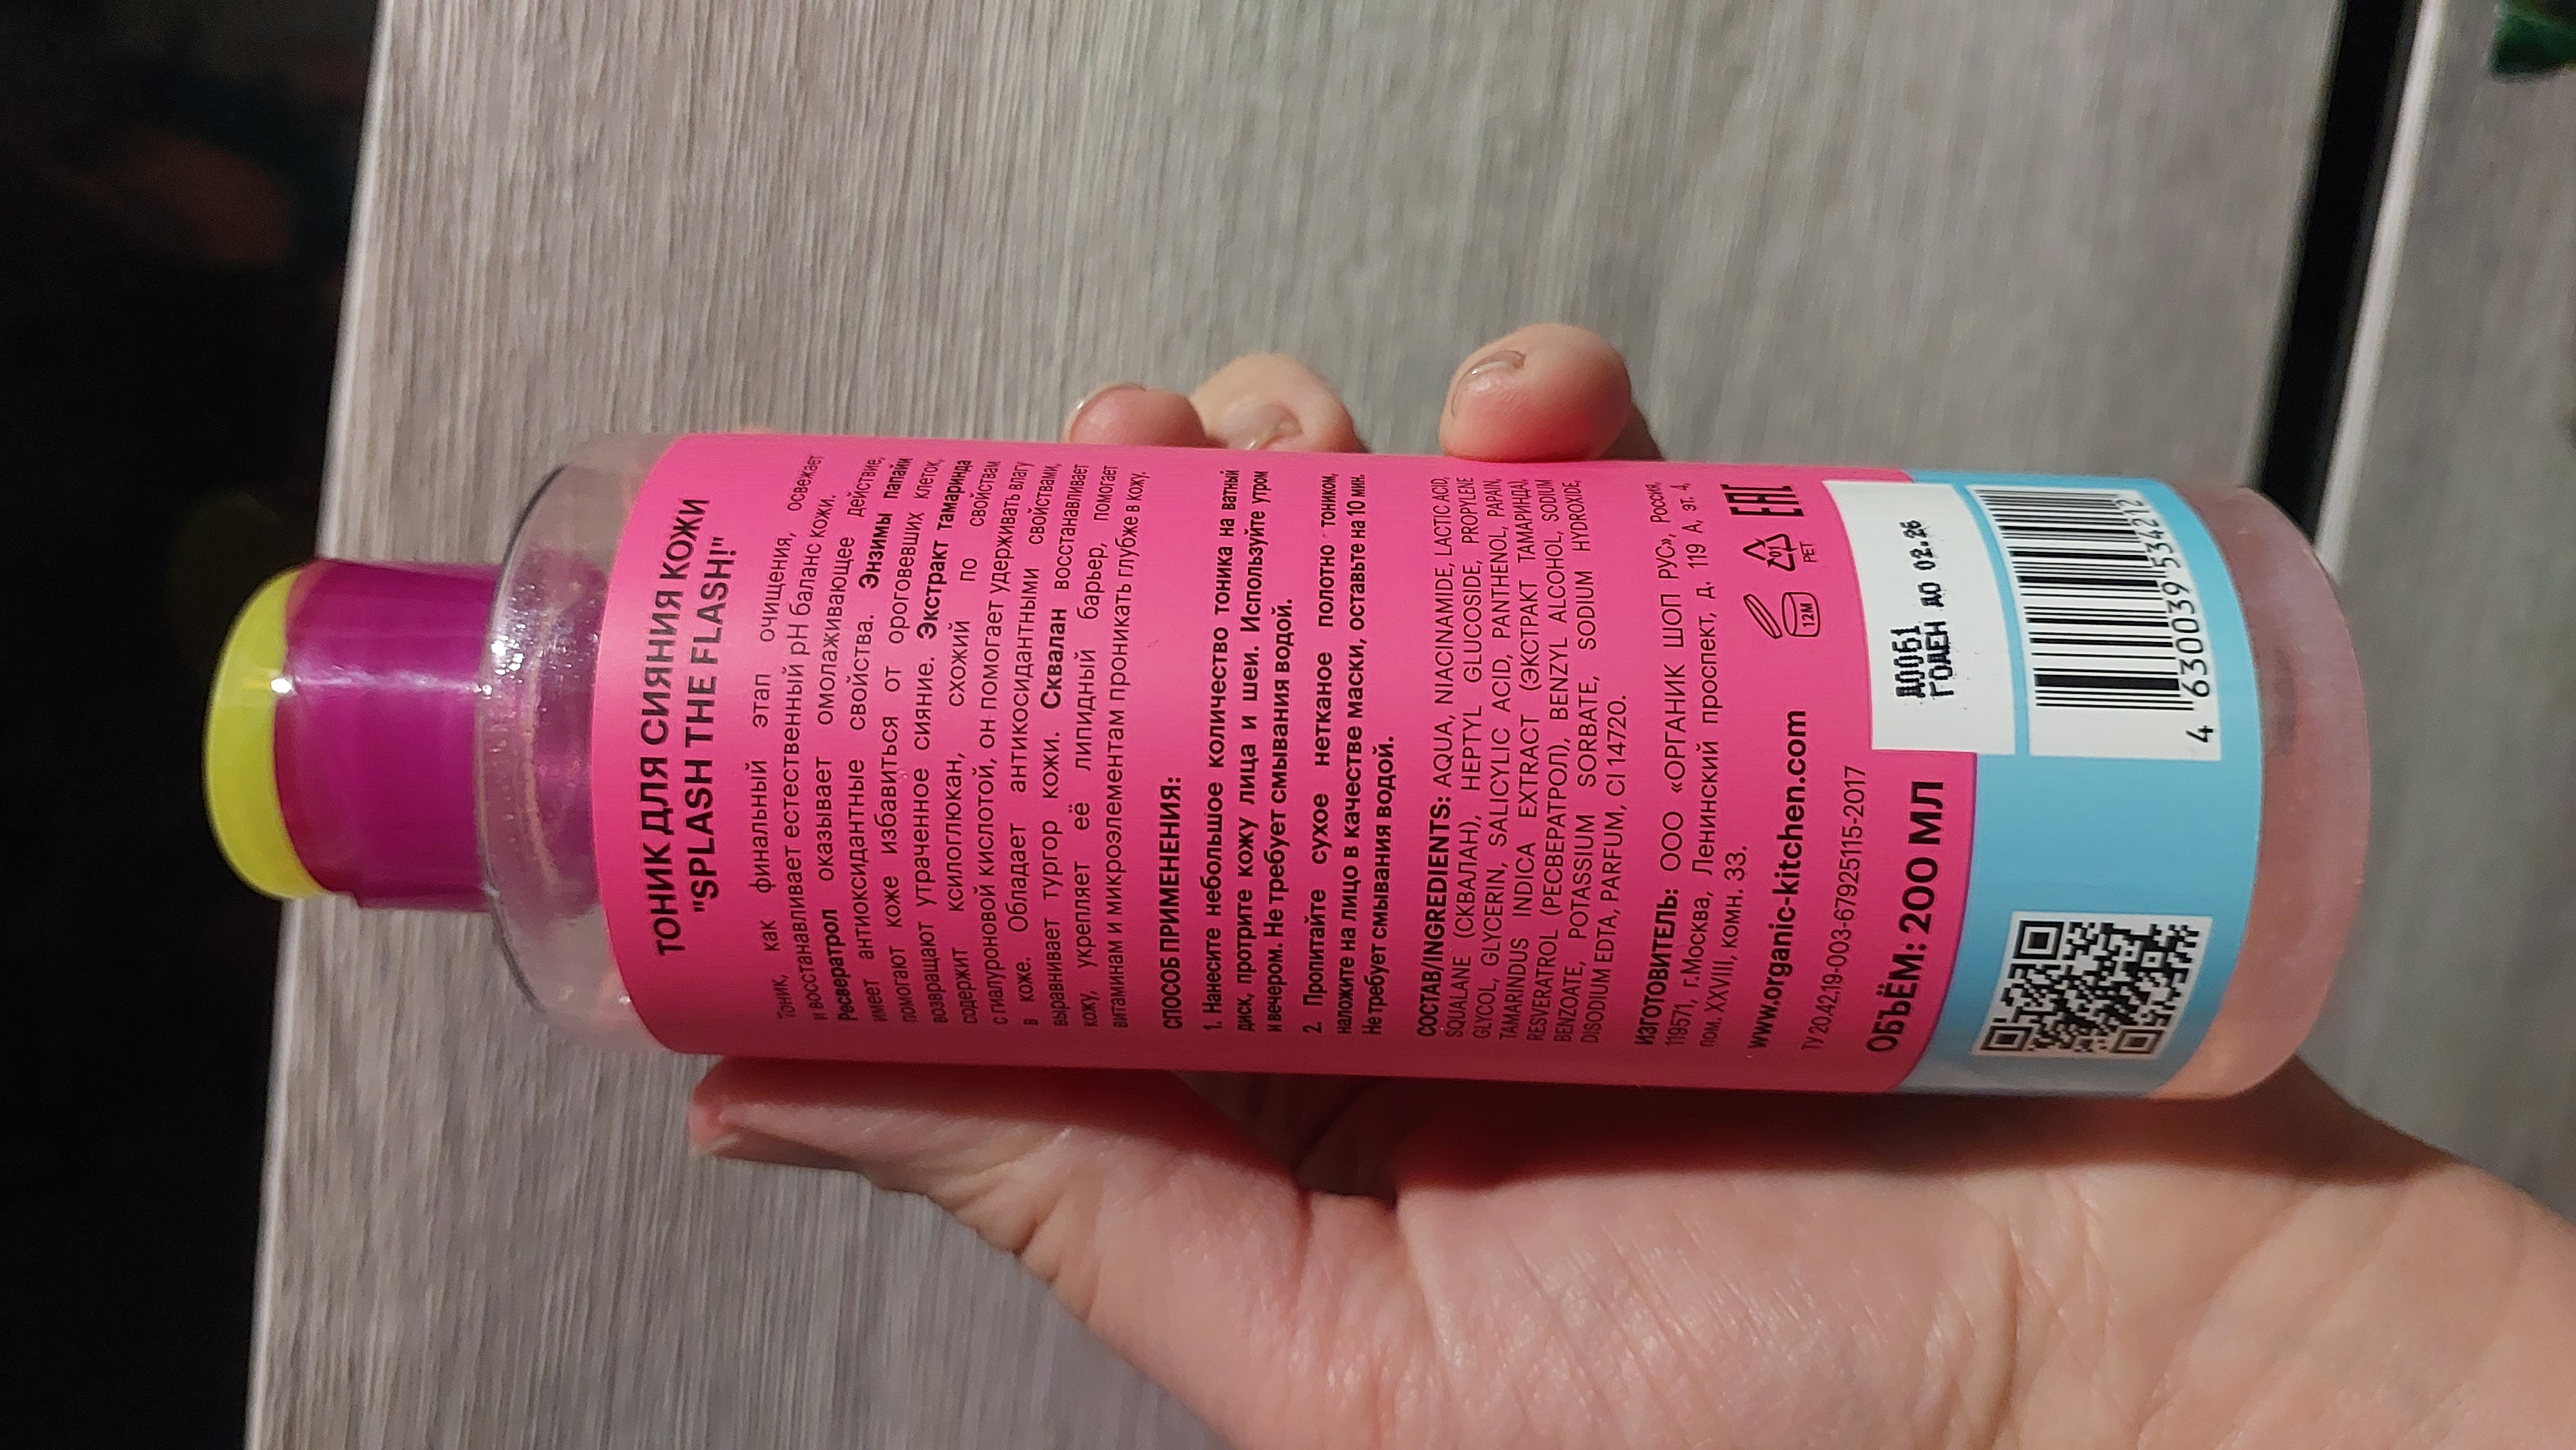 ТОНИК ДЛЯ СИЯНИЯ КОЖИ
"SPLASH THE FLASH!"
Тоник, как финальный этап очищения, освежает
и восстанавливает естественный pH баланс кожи.
Ресвератрол оказывает омолаживающее действие,
имеет антиоксидантные свойства. Энзимы папайи
помогают коже избавиться от ороговевших клеток,
возвращают утраченное сияние. Экстракт тамаринда
содержит ксилоглюкан, схожий по свойствам
с гиалуроновой кислотой, он помогает удерживать влагу
в коже. Обладает антикосидантными свойствами,
выравнивает тургор кожи. Сквалан восстанавливает
кожу, укрепляет её липидный барьер, помогает
витаминам и микроэлементам проникать глубже в кожу.
СПОСОБ ПРИМЕНЕНИЯ:
1. Нанесите небольшое количество тоника на ватный
диск, протрите кожу лица и шеи. Используйте утром
и вечером. Не требует смывания водой.
2. Пропитайте сухое нетканое полотно тоником,
наложите на лицо в качестве маски, оставьте на 10 мин.
Не требует смывания водой.
СОСТАВ/INGREDIENTS: AQUA, NIACINAMIDE, LACTIC ACID,
SQUALANE (СКВАЛАН), HEPTYL GLUCOSIDE, PROPYLENE
GLYCOL, GLYCERIN, SALICYLIC ACID, PANTHENOL, PAPAIN,
TAMARINDUS INDICA EXTRACT (ЭКСТРАКТ ТАМАРИНДА),
RESVERATROL (РЕСВЕРАТРОЛ), BENZYL ALCOHOL, SODIUM
BENZOATE, POTASSIUM SORBATE, SODIUM HYDROXIDE,
DISODIUM EDTA, PARFUM, CI 14720.
ИЗГОТОВИТЕЛЬ: ООО «ОРГАНИК ШОП РУС», Россия,
119571, г.Москва, Ленинский проспект, д. 119 А, эт. 4,
пом. XXVIII, комн. 33.
www.organic-kitchen.com
12M
01
PET
EAC
ТУ 20.42.19-003-67925115-2017
ОБЪЁМ: 200 МЛ
Д0061
ГОДЕН ДО 02.26
4 630039 534212